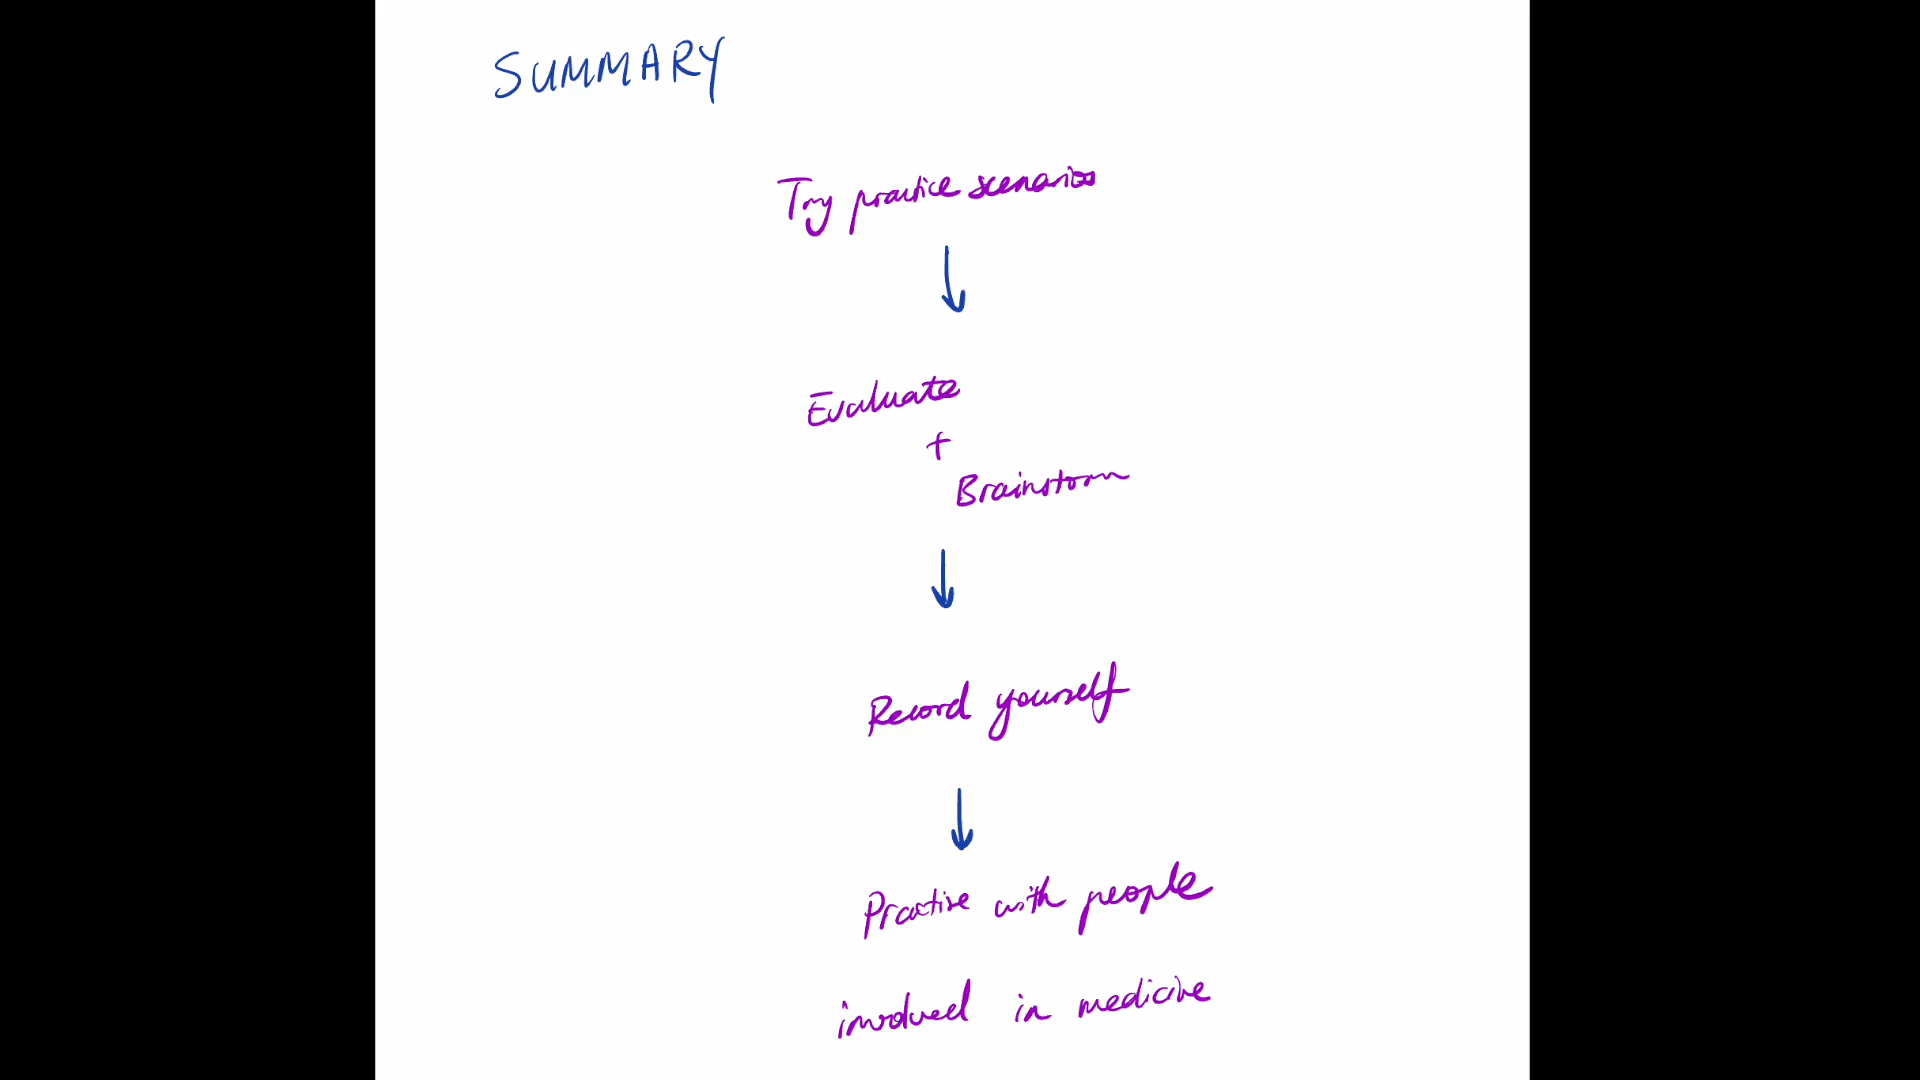 SUMMARY
Try practice scenarios
Evaluate
+
Brainstorm
Record yourself
Practise with people
involved in medicine